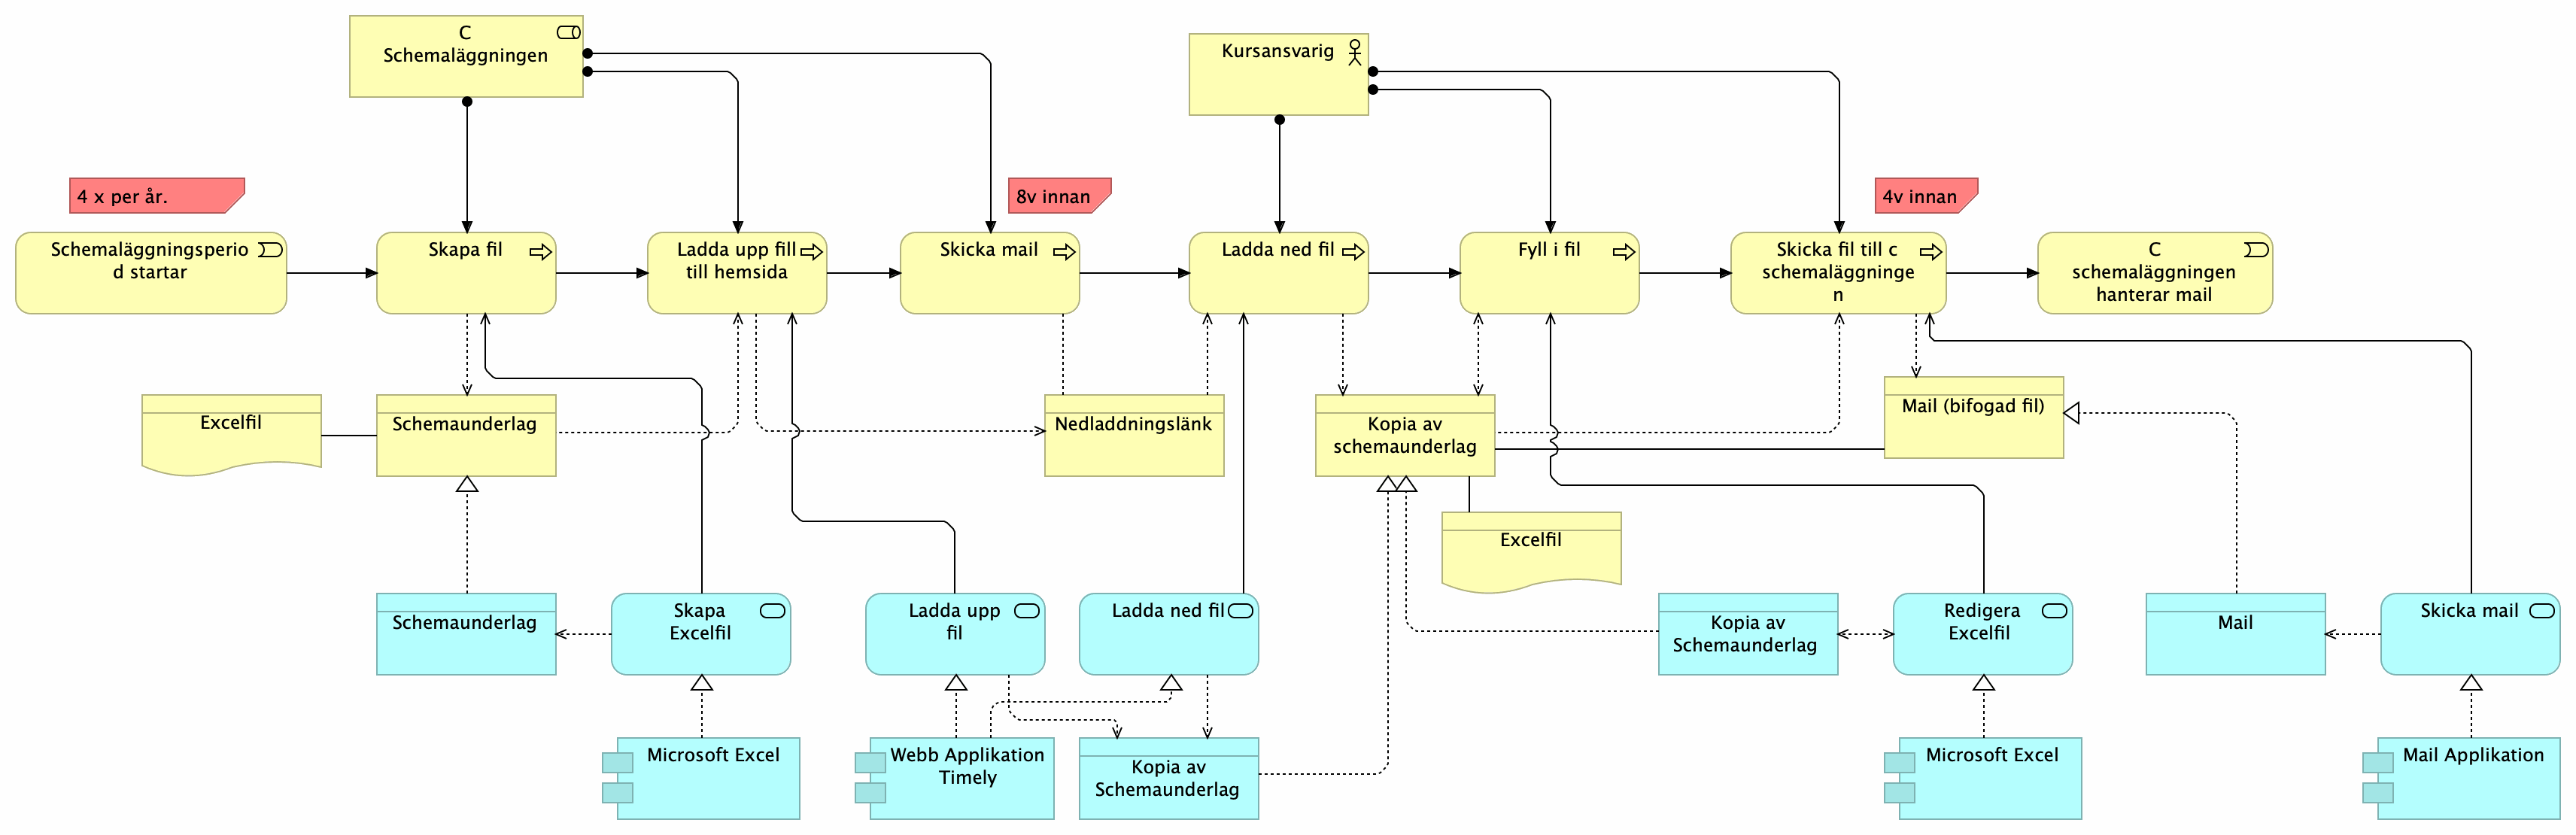 C
Schemaläggningen
Kursansvarig
4 x per år.
8v innan
4v innan
Schemaläggningsperio
d startar
Skapa fil
Ladda upp fill
till hemsida
Skicka mail
Ladda ned fil
Fyll i fil
Skicka fil till c
schemaläggninge
n
C
schemaläggningen
hanterar mail
Excelfil
Schemaunderlag
Nedladdningslänk
Kopia av
schemaunderlag
Mail (bifogad fil)
Excelfil
Schemaunderlag
Skapa
Excelfil
Ladda upp
fil
Ladda ned fil
Kopia av
Schemaunderlag
Redigera
Excelfil
Mail
Skicka mail
Microsoft Excel
Webb Applikation
Timely
Kopia av
Schemaunderlag
Microsoft Excel
Mail Applikation